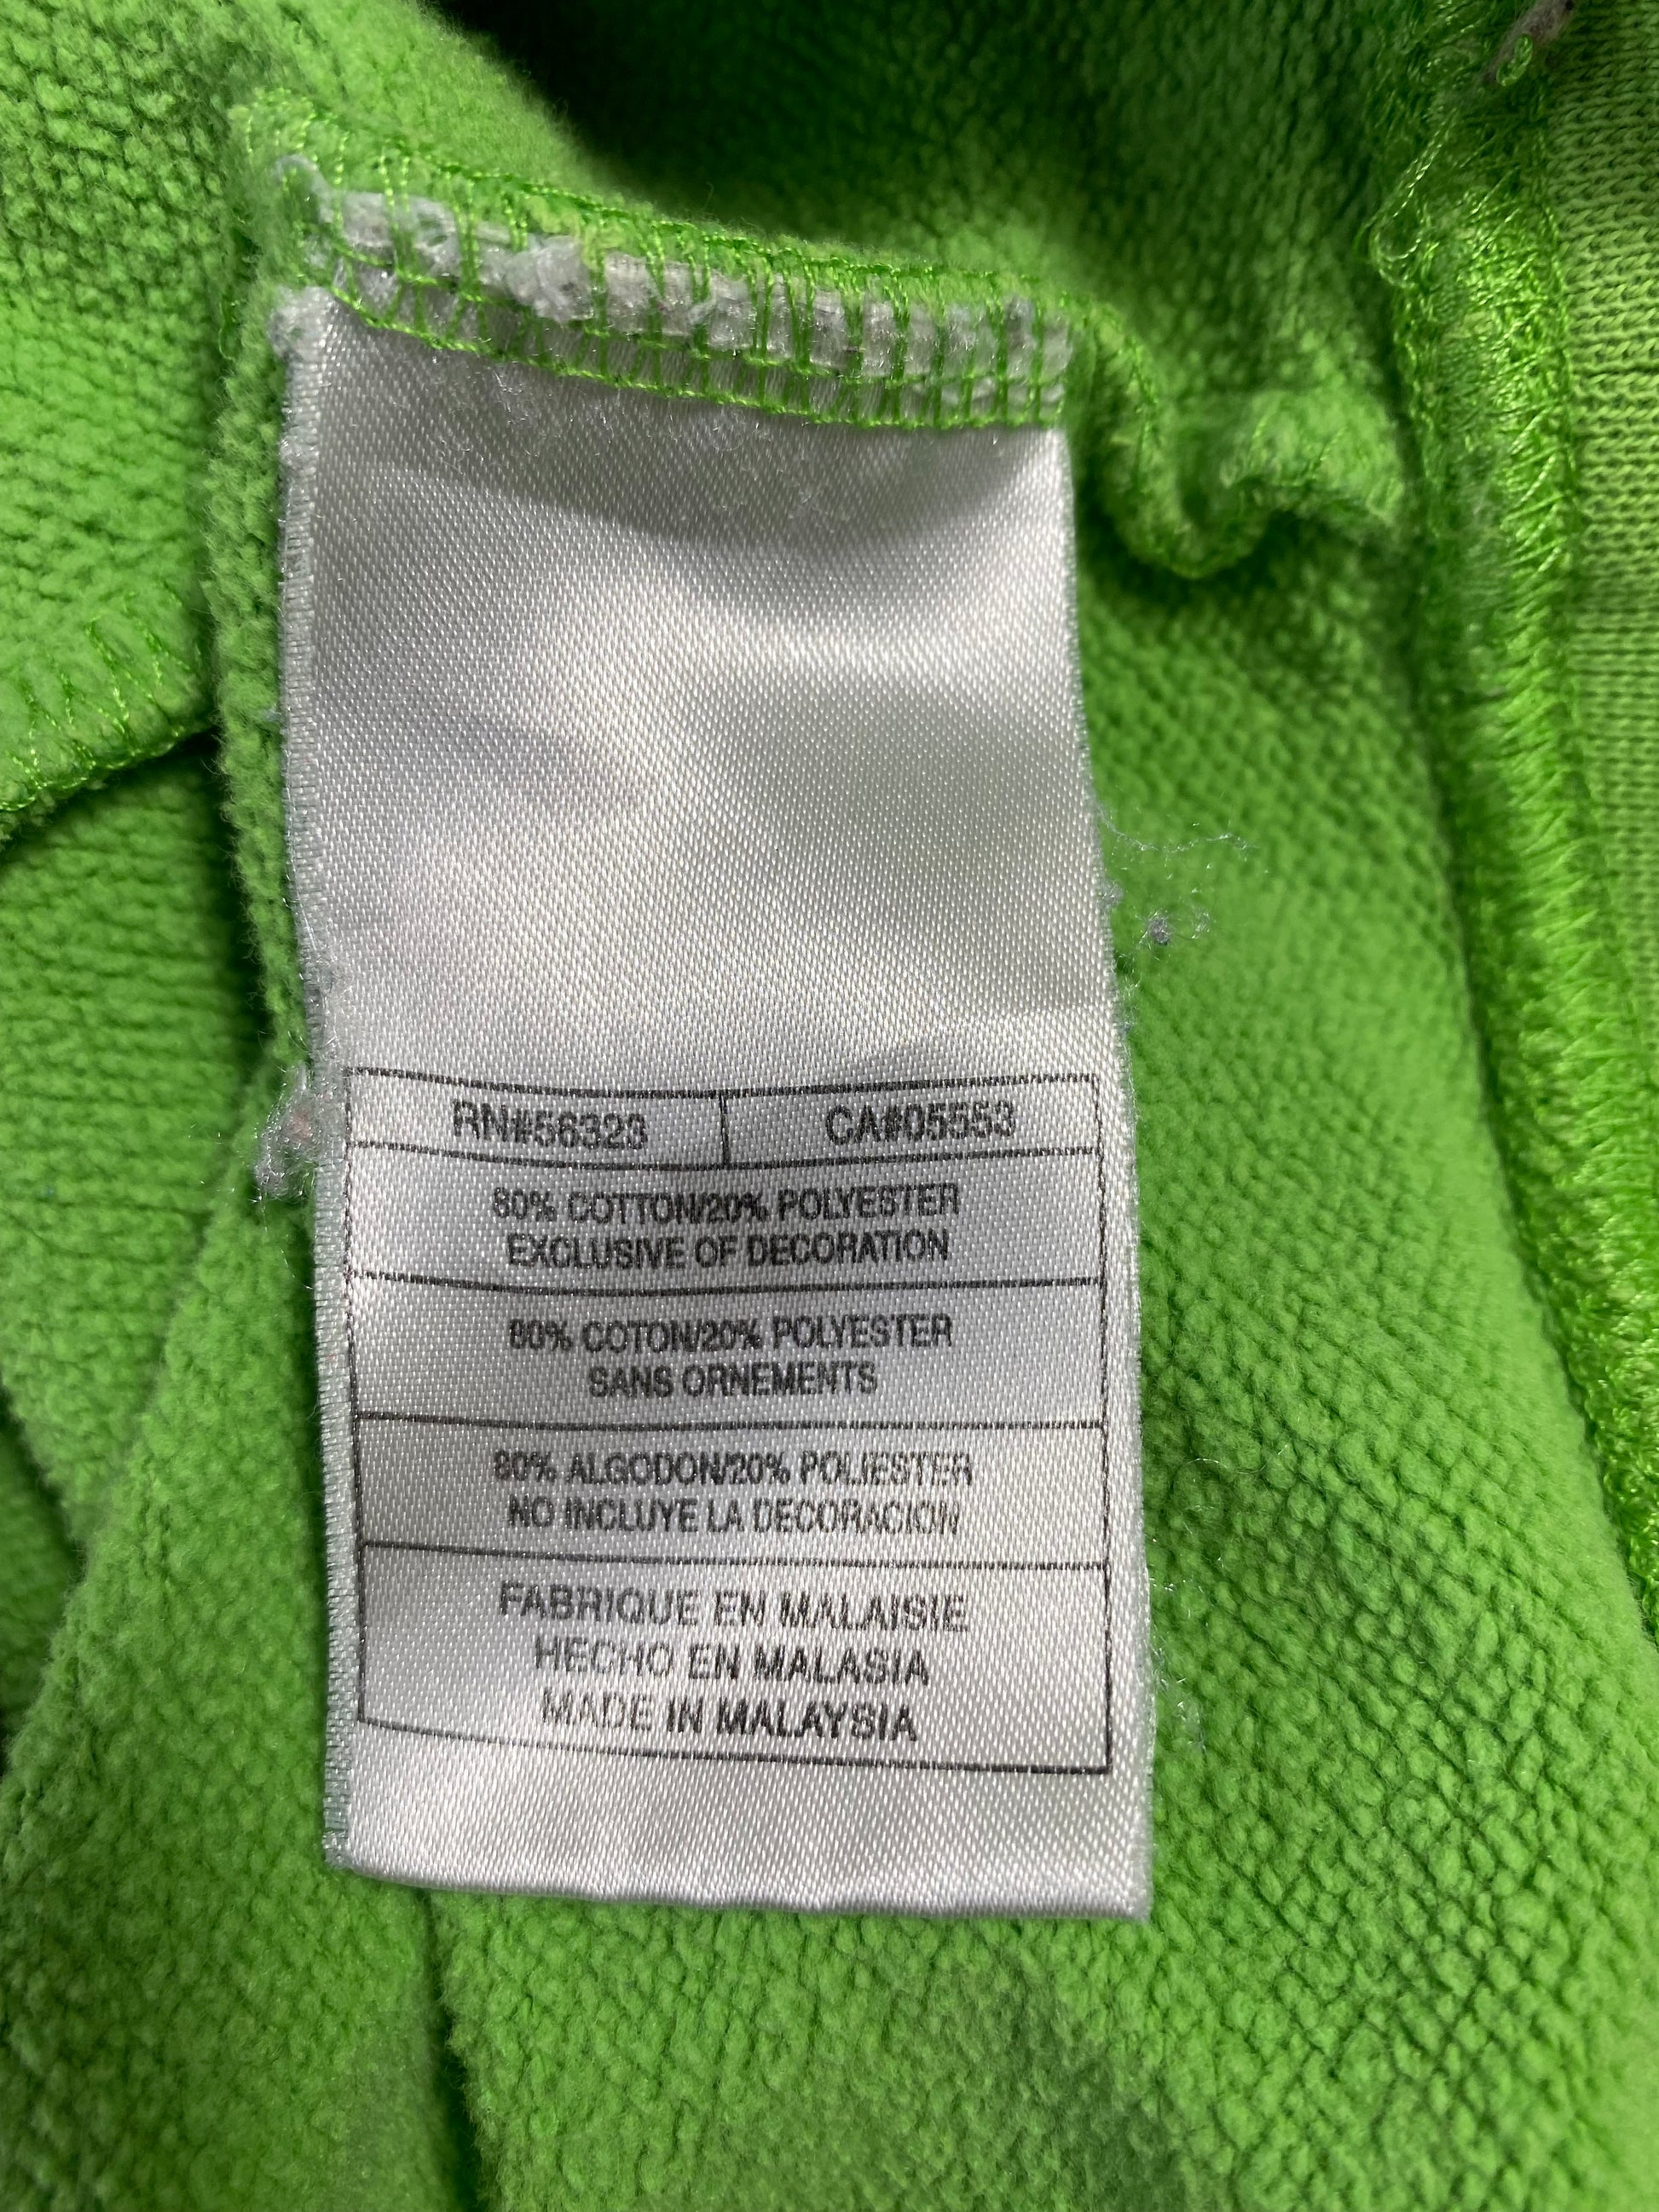 RN#56323 CA#05553
80% COTTON/20% POLYESTER
EXCLUSIVE OF DECORATION
80% COTON/20% POLYESTER
SANS ORNEMENTS
80% ALGODON/20% POLIESTER
NO INCLUYE LA DECORACION
FABRIQUE EN MALAISIE
HECHO EN MALASIA
MADE IN MALAYSIA